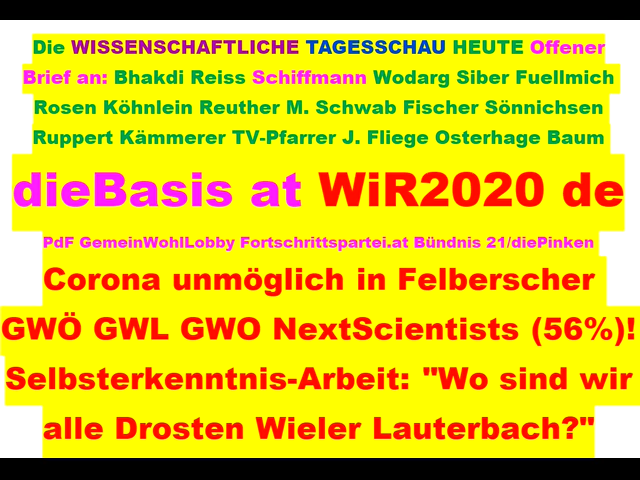 Die WISSENSCHAFTLICHE TAGESSCHAU HEUTE Offener
Brief an: Bhakdi Reiss Schiffmann Wodarg Siber Fuellmich
Rosen Köhnlein Reuther M. Schwab Fischer Sönnichsen
Ruppert Kämmerer TV-Pfarrer J. Fliege Osterhage Baum
dieBasis at WiR2020 de
PdF GemeinWohlLobby Fortschrittspartei.at Bündnis 21/diePinken
Corona unmöglich in Felberscher
GWÖ GWL GWO NextScientists (56%)!
Selbsterkenntnis-Arbeit: "Wo sind wir
alle Drosten Wieler Lauterbach?"